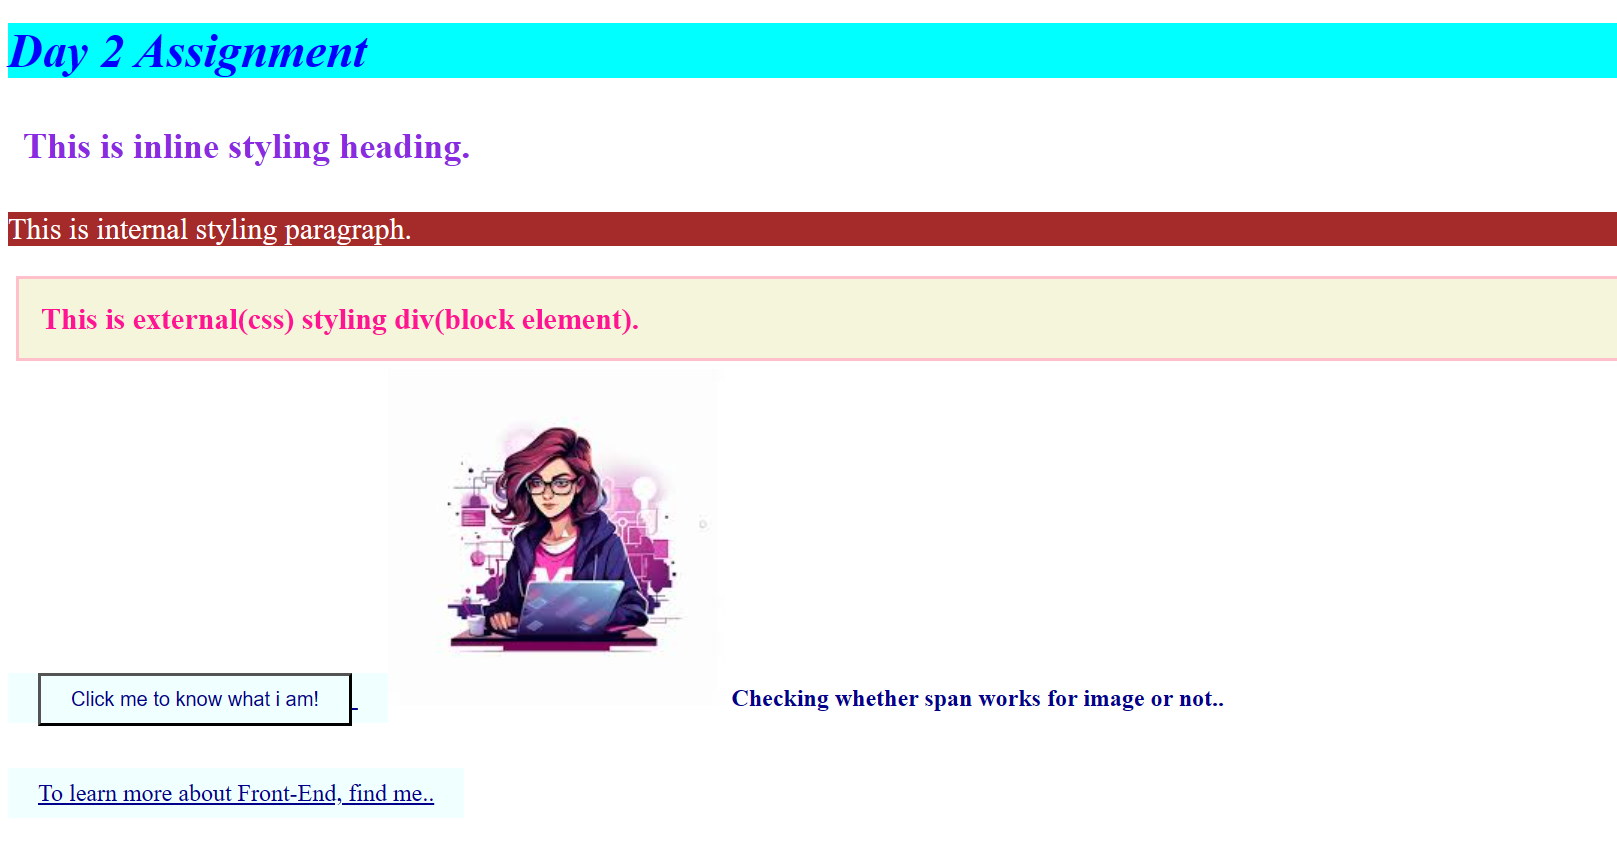 Day 2 Assignment
This is inline styling heading.
This is internal styling paragraph.
This is external(css) styling div(block element).
Click me to know what i am!
Checking whether span works for image or not..
To learn more about Front-End, find me..